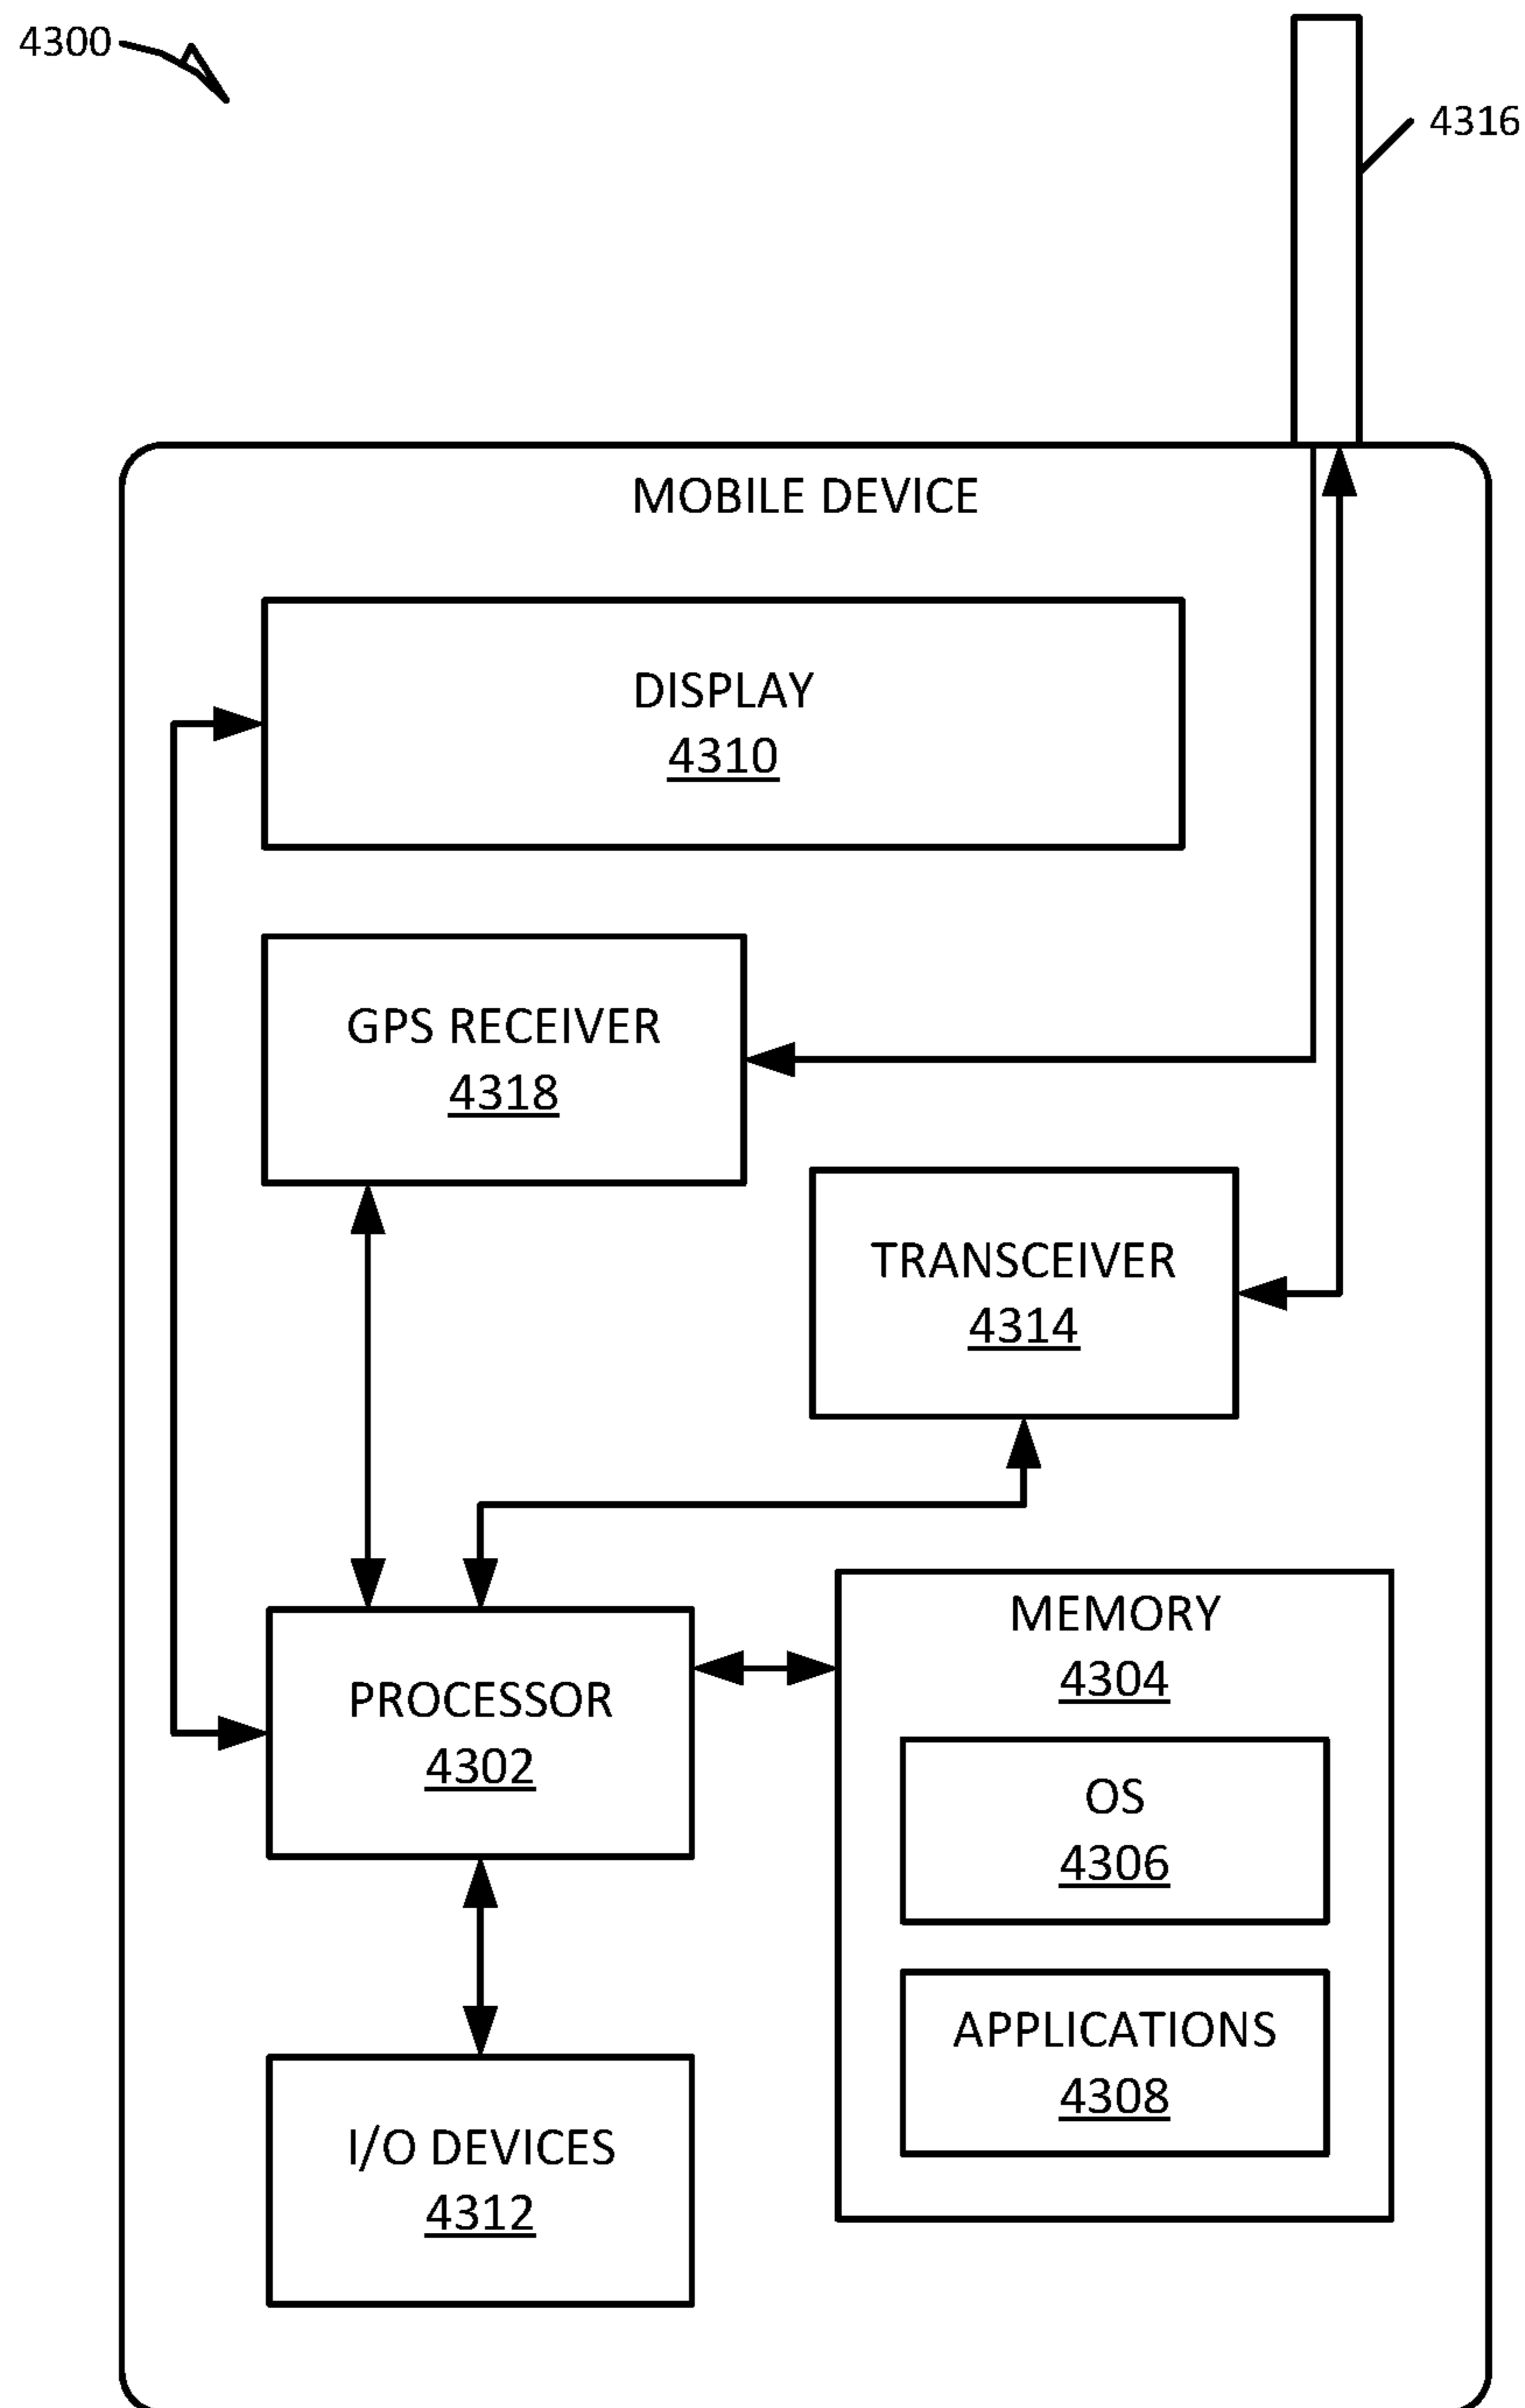 4300
4316
MOBILE DEVICE
DISPLAY
4310
GPS RECEIVER
4318
TRANSCEIVER
4314
MEMORY
4304
PROCESSOR
4302
OS
4306
APPLICATIONS
4308
I/O DEVICES
4312